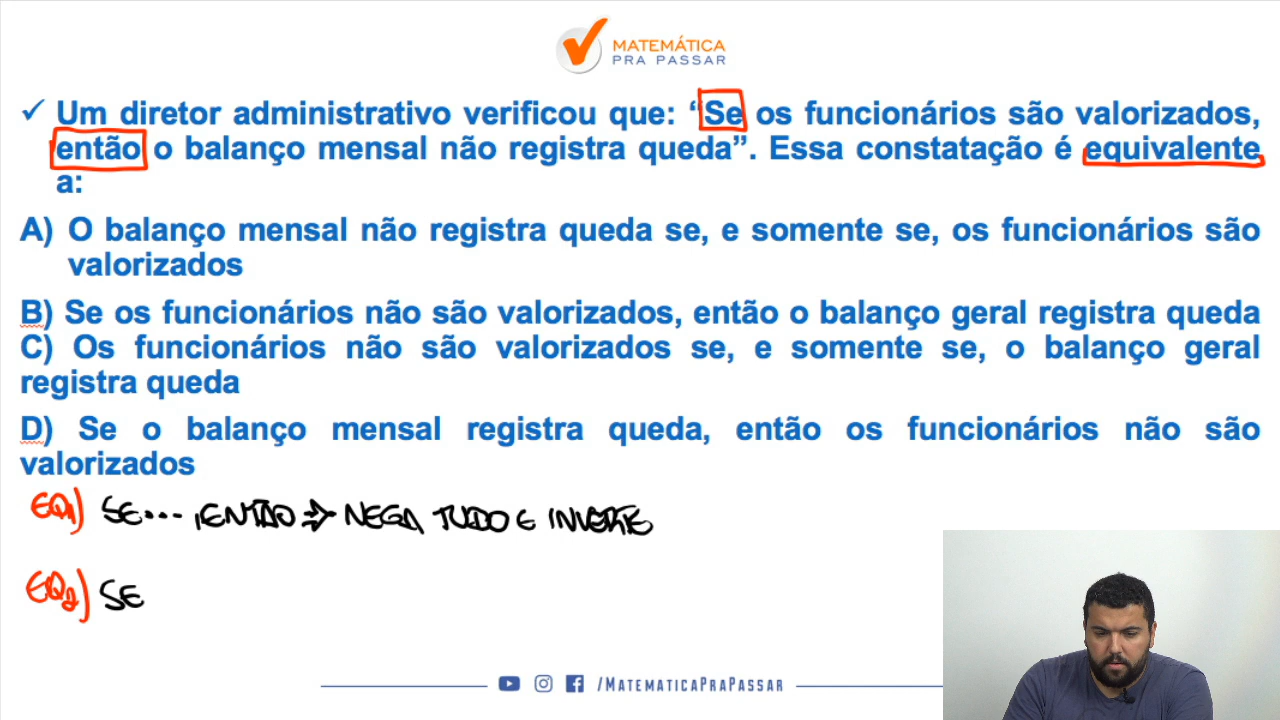 MATEMÁTICA
PRA PASSAR
✓ Um diretor administrativo verificou que: “Se os funcionários são valorizados,
então o balanço mensal não registra queda”. Essa constatação é equivalente
a:
A) O balanço mensal não registra queda se, e somente se, os funcionários são
valorizados
B) Se os funcionários não são valorizados, então o balanço geral registra queda
C) Os funcionários não são valorizados se, e somente se, o balanço geral
registra queda
D) Se o balanço mensal registra queda, então os funcionários não são
valorizados
EQ1) SE... ,ENTÃO => NEGA TUDO E INVERTE
EQ2) SE
/MATEMATICAPRAPASSAR